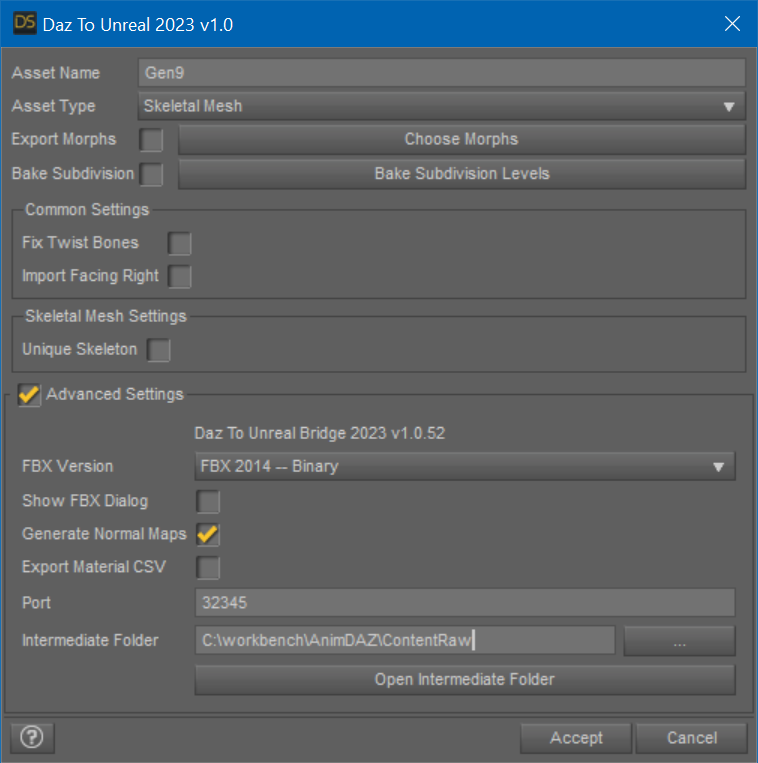 DS Daz To Unreal 2023 v1.0
Asset Name Gen9
Asset Type Skeletal Mesh
Export Morphs Choose Morphs
Bake Subdivision Bake Subdivision Levels
Common Settings
Fix Twist Bones
Import Facing Right
Skeletal Mesh Settings
Unique Skeleton
Advanced Settings
Daz To Unreal Bridge 2023 v1.0.52
FBX Version FBX 2014 -- Binary
Show FBX Dialog
Generate Normal Maps
Export Material CSV
Port 32345
Intermediate Folder C:\workbench\AnimDAZ\ContentRaw ...
Open Intermediate Folder
? Accept Cancel